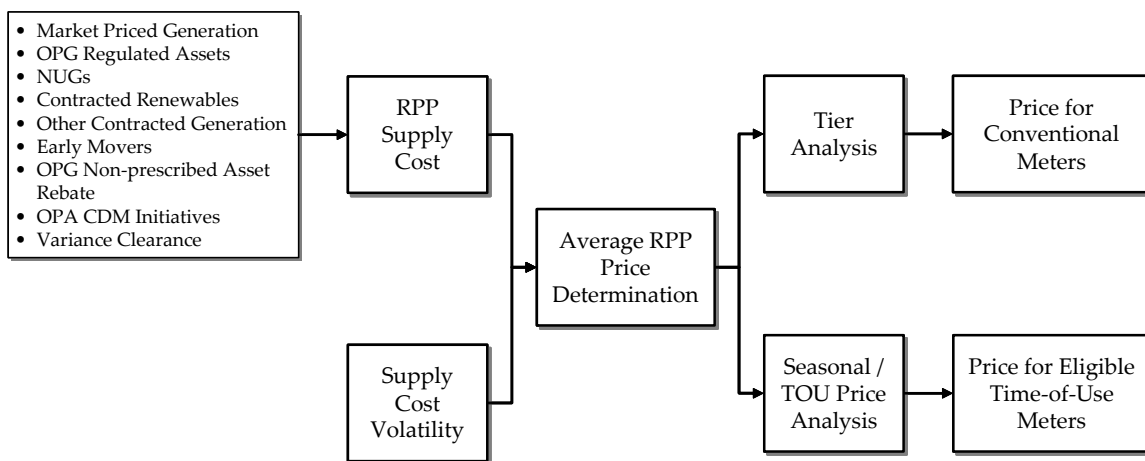 • Market Priced Generation
• OPG Regulated Assets
• NUGs
• Contracted Renewables
• Other Contracted Generation
• Early Movers
• OPG Non-prescribed Asset
Rebate
• OPA CDM Initiatives
• Variance Clearance
RPP
Supply
Cost
Supply
Cost
Volatility
Average RPP
Price
Determination
Tier
Analysis
Price for
Conventional
Meters
Seasonal /
TOU Price
Analysis
Price for Eligible
Time-of-Use
Meters